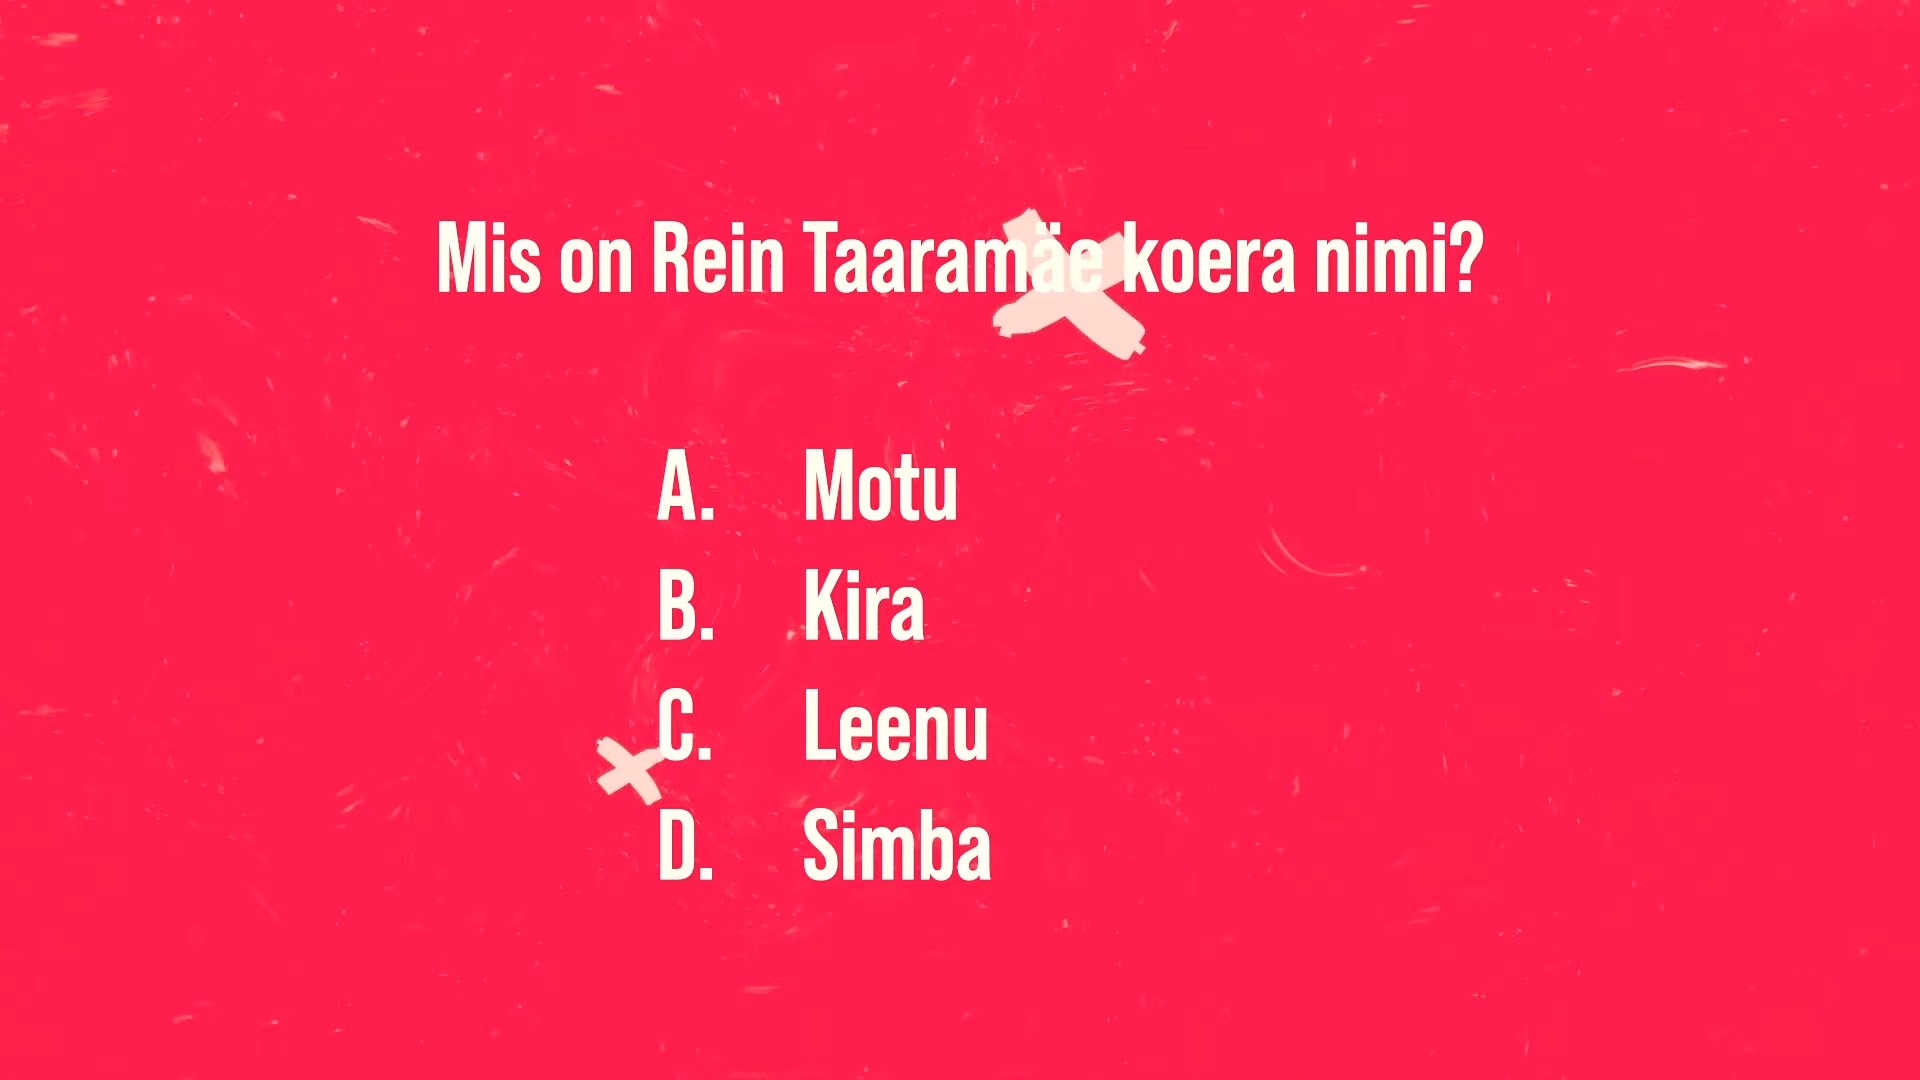 Mis on Rein Taaramäe koera nimi?
A. Motu
B. Kira
C. Leenu
D. Simba